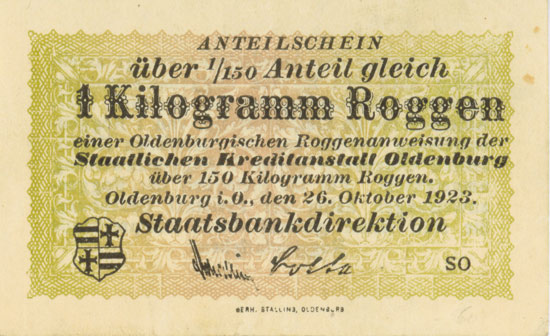 ANTEILSCHEIN
über 1/150 Anteil gleich
1 Kilogramm Roggen
einer Oldenburgischen Roggenanweisung der
Staatlichen Kreditanstalt Oldenburg
über 150 Kilogramm Roggen.
Oldenburg i.O., den 26. Oktober 1923.
Staatsbankdirektion
SO
GERH. STALLING, OLDENBURG